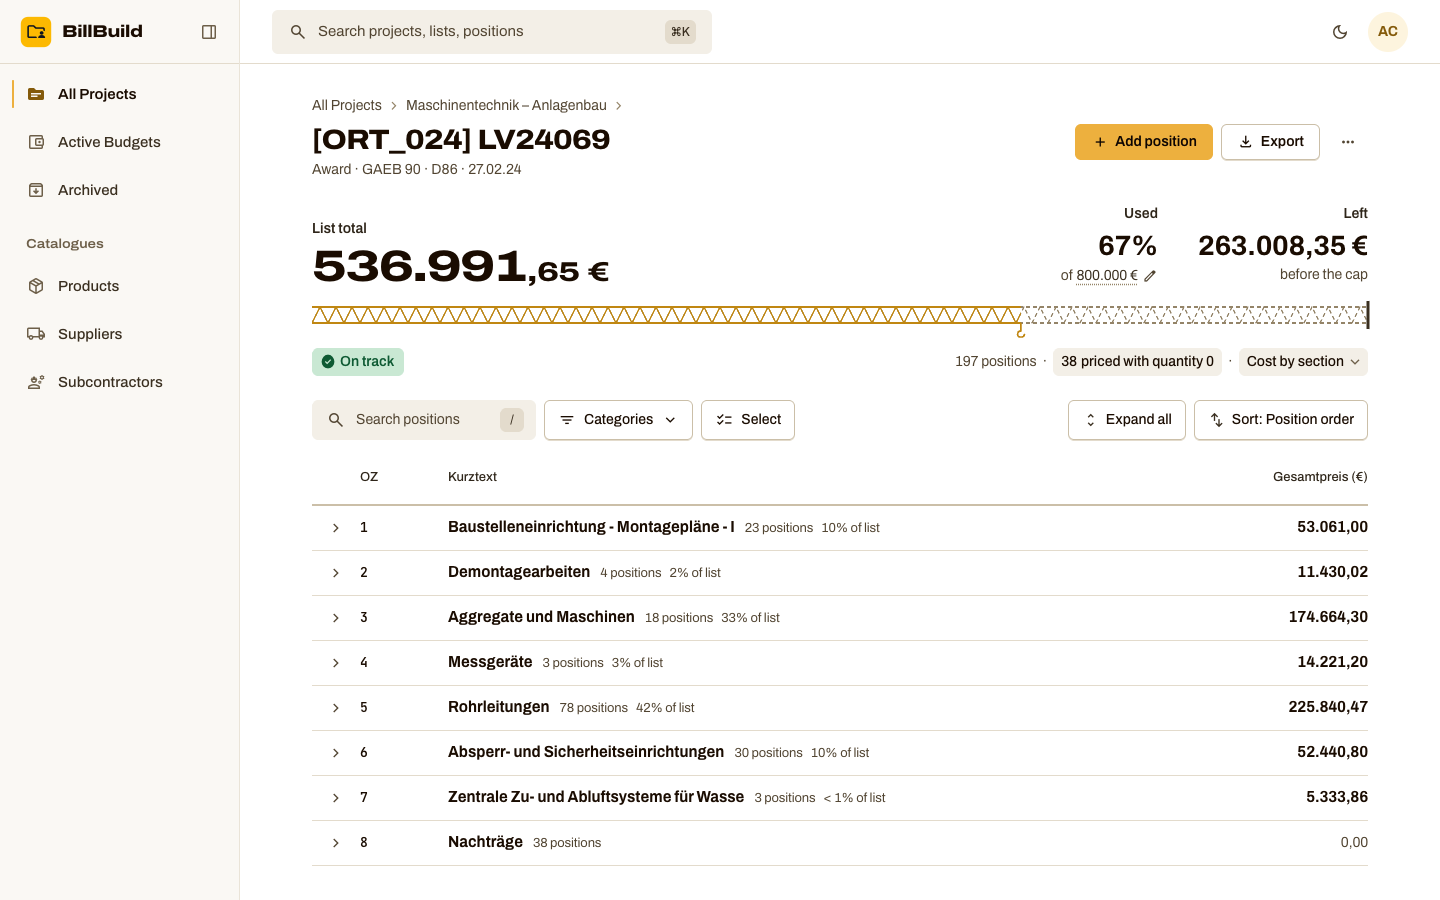 BillBuild
Search projects, lists, positions
⌘K
AC
All Projects
Active Budgets
Archived
Catalogues
Products
Suppliers
Subcontractors
All Projects
Maschinentechnik – Anlagenbau
[ORT_024] LV24069
Award · GAEB 90 · D86 · 27.02.24
Add position
Export
List total
536.991,65 €
Used
67%
of 800.000 €
Left
263.008,35 €
before the cap
On track
197 positions · 38 priced with quantity 0 · Cost by section
Search positions
/
Categories
Select
Expand all
Sort: Position order
OZ Kurztext Gesamtpreis (€)
1 Baustelleneinrichtung - Montagepläne - I 23 positions 10% of list 53.061,00
2 Demontagearbeiten 4 positions 2% of list 11.430,02
3 Aggregate und Maschinen 18 positions 33% of list 174.664,30
4 Messgeräte 3 positions 3% of list 14.221,20
5 Rohrleitungen 78 positions 42% of list 225.840,47
6 Absperr- und Sicherheitseinrichtungen 30 positions 10% of list 52.440,80
7 Zentrale Zu- und Abluftsysteme für Wasse 3 positions < 1% of list 5.333,86
8 Nachträge 38 positions 0,00